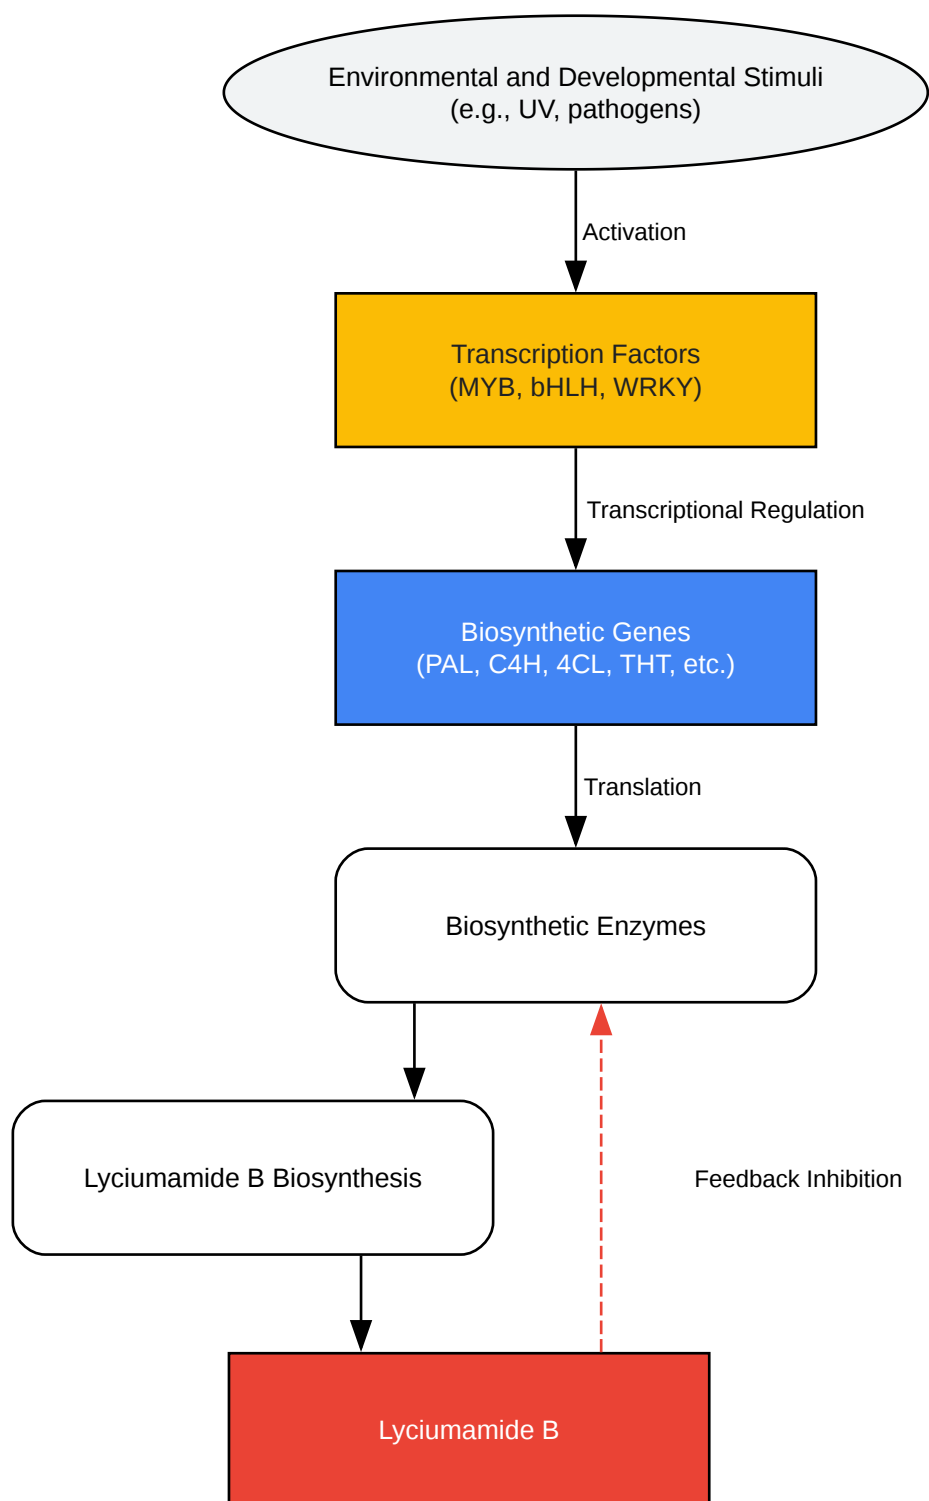 Environmental and Developmental Stimuli
(e.g., UV, pathogens)
Activation
Transcription Factors
(MYB, bHLH, WRKY)
Transcriptional Regulation
Biosynthetic Genes
(PAL, C4H, 4CL, THT, etc.)
Translation
Biosynthetic Enzymes
Lyciumamide B Biosynthesis
Feedback Inhibition
Lyciumamide B